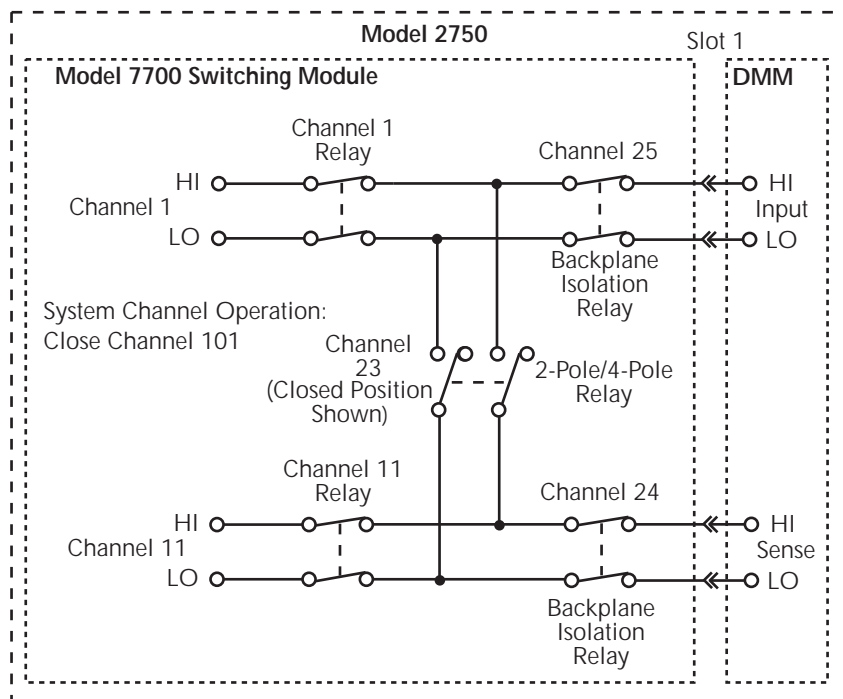 Model 2750
Slot 1
Model 7700 Switching Module
DMM
Channel 1
Relay
Channel 25
HI
HI
Channel 1
Input
LO
LO
Backplane
Isolation
Relay
System Channel Operation:
Close Channel 101
Channel
23
(Closed Position
Shown)
2-Pole/4-Pole
Relay
Channel 11
Relay
Channel 24
HI
HI
Channel 11
Sense
LO
LO
Backplane
Isolation
Relay